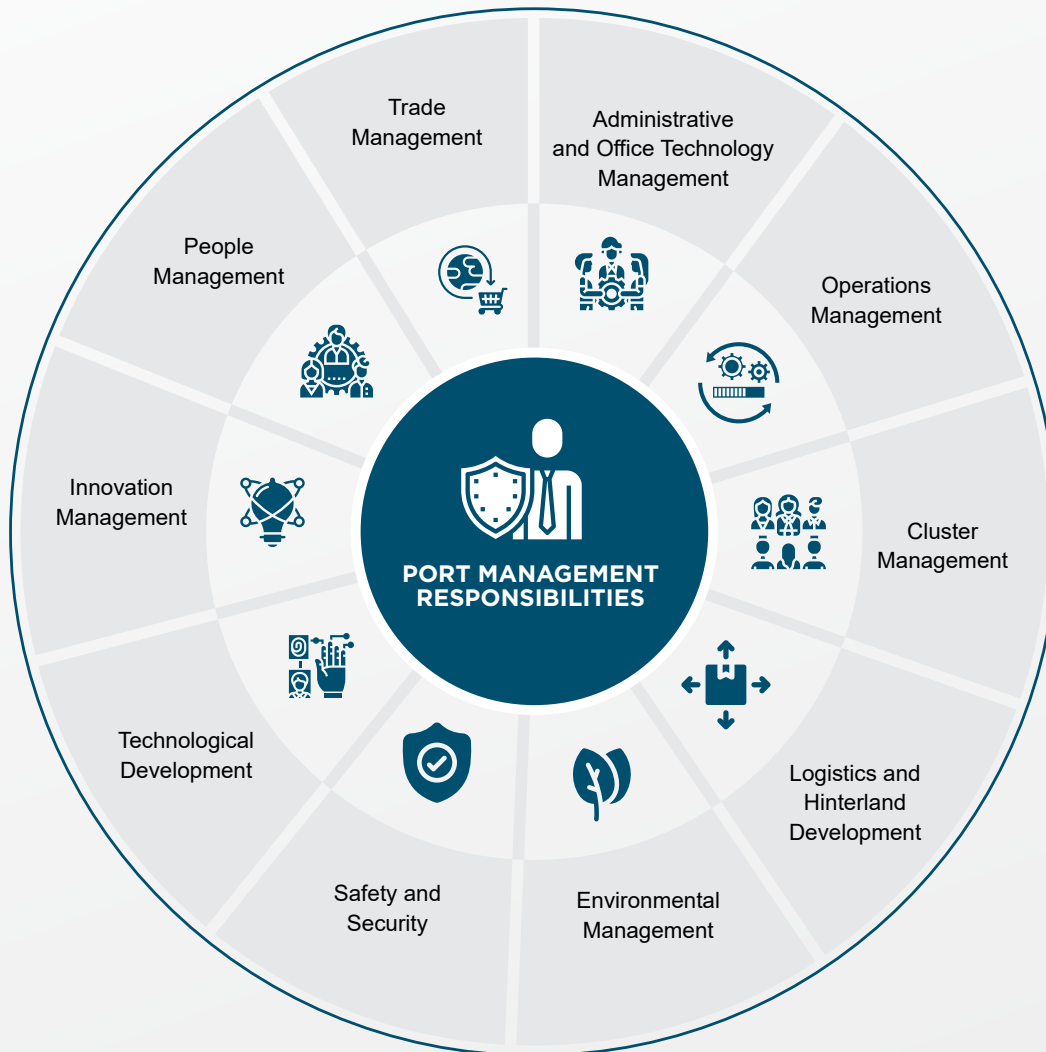 Trade
Management
Administrative
and Office Technology
Management
People
Management
Operations
Management
Innovation
Management
PORT MANAGEMENT
RESPONSIBILITIES
Cluster
Management
Technological
Development
Logistics and
Hinterland
Development
Safety and
Security
Environmental
Management